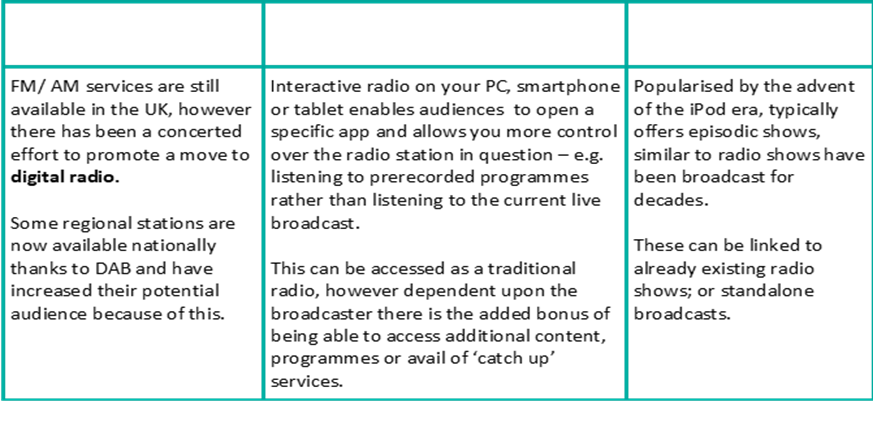 FM/ AM services are still
available in the UK, however
there has been a concerted
effort to promote a move to
digital radio.
Some regional stations are
now available nationally
thanks to DAB and have
increased their potential
audience because of this.
Interactive radio on your PC, smartphone
or tablet enables audiences to open a
specific app and allows you more control
over the radio station in question – e.g.
listening to prerecorded programmes
rather than listening to the current live
broadcast.
This can be accessed as a traditional
radio, however dependent upon the
broadcaster there is the added bonus of
being able to access additional content,
programmes or avail of ‘catch up’
services.
Popularised by the advent
of the iPod era, typically
offers episodic shows,
similar to radio shows have
been broadcast for
decades.
These can be linked to
already existing radio
shows; or standalone
broadcasts.